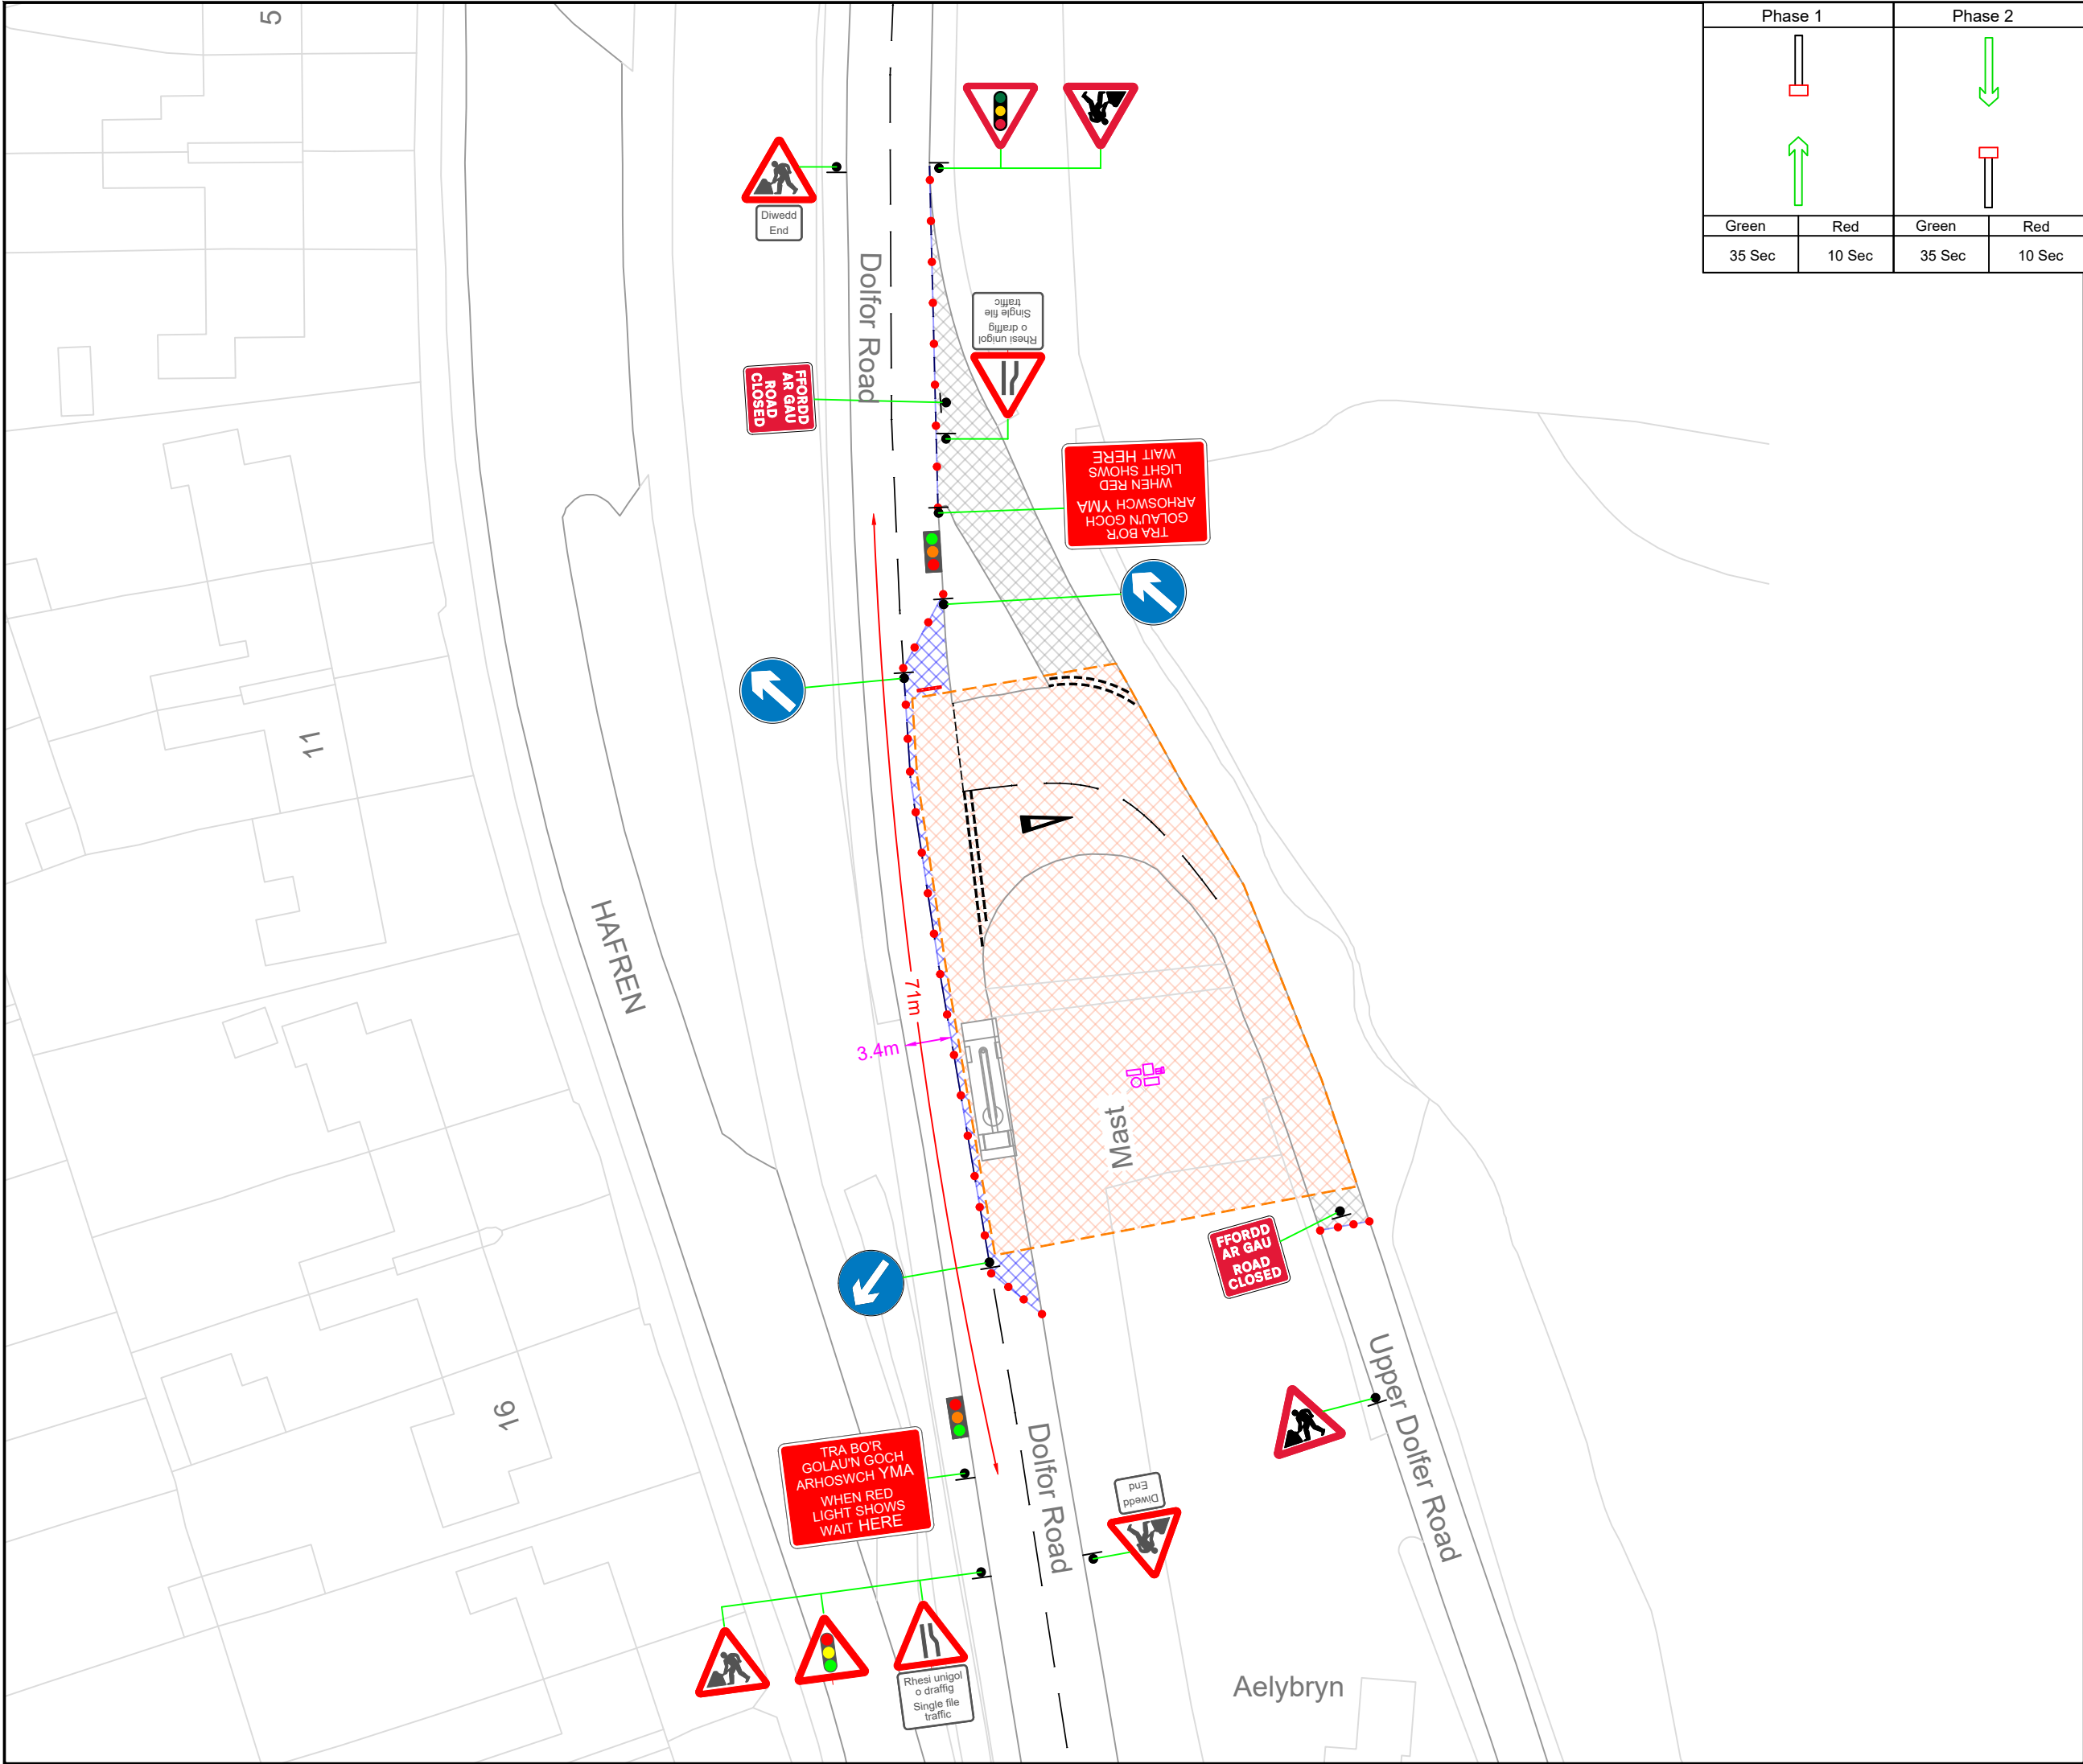 Phase 1
Phase 2
Green
Red
Green
Red
35 Sec
10 Sec
35 Sec
10 Sec
5
Diwedd
End
Dolfor Road
Rhesi unigol
o draffig
Single file
traffic
FFORDD
AR GAU
ROAD
CLOSED
TRA BO'R
GOLAU'N GOCH
ARHOSWCH YMA
WHEN RED
LIGHT SHOWS
WAIT HERE
11
HAFREN
71m
3.4m
Mast
FFORDD
AR GAU
ROAD
CLOSED
16
Upper Dolfer Road
TRA BO'R
GOLAU'N GOCH
ARHOSWCH YMA
WHEN RED
LIGHT SHOWS
WAIT HERE
Dolfor Road
Diwedd
End
Rhesi unigol
o draffig
Single file
traffic
Aelybryn